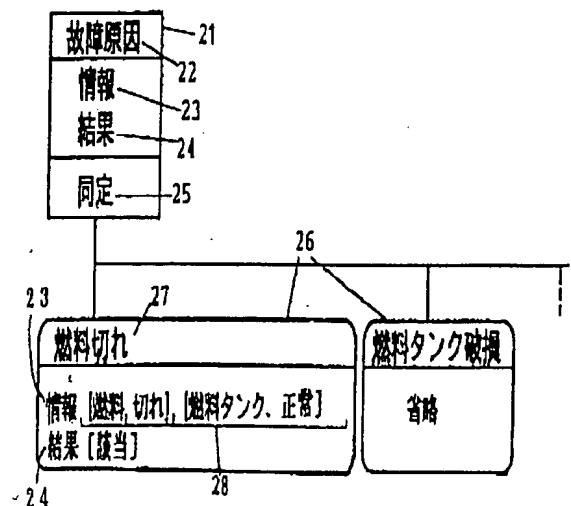 故障原因
21
22
情報
23
結果
24
同定
25
26
23
27
燃料切れ
燃料タンク破損
情報 [燃料, 切れ], [燃料タンク、正常]
省略
結果 [該当]
24
28